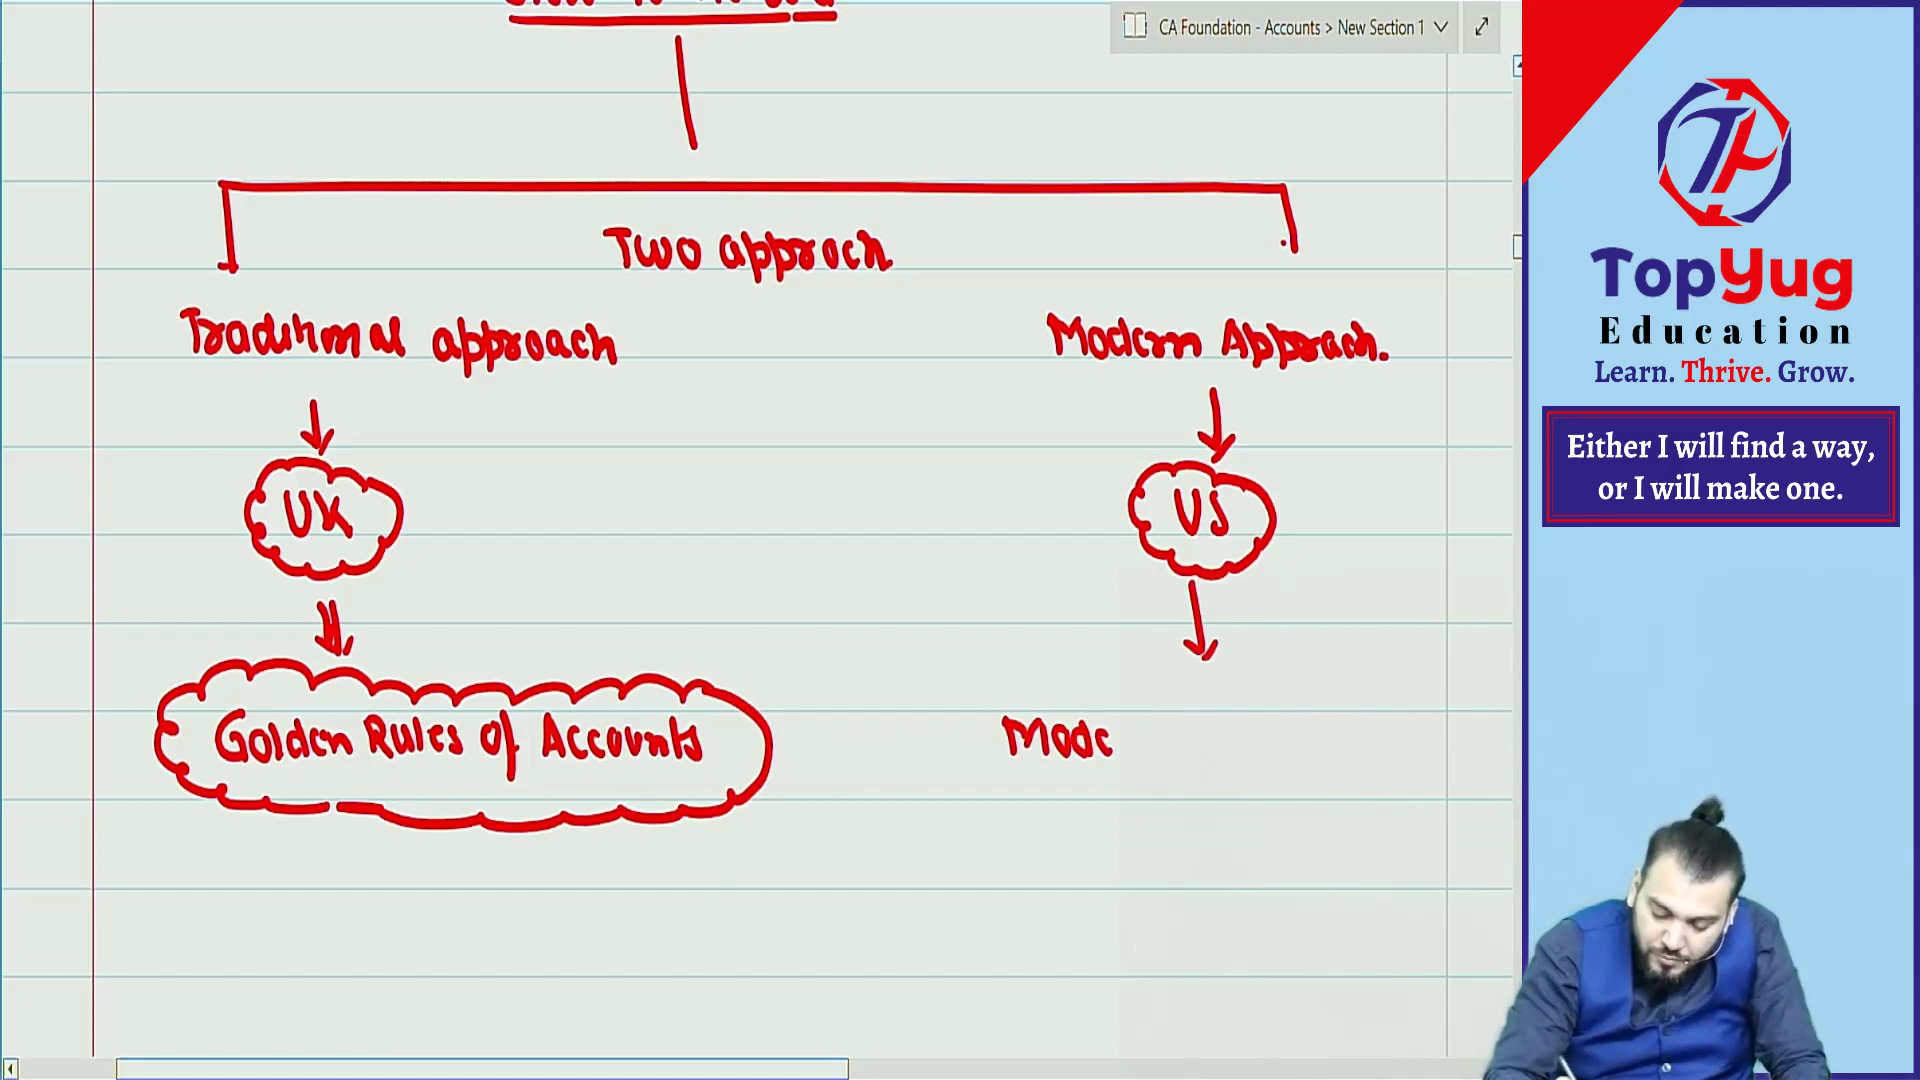 CA Foundation - Accounts > New Section 1
Two approch
Traditional approach
Modern Approach.
UK
US
Golden Rules of Accounts
Mode
TopYug
Education
Learn. Thrive. Grow.
Either I will find a way,
or I will make one.